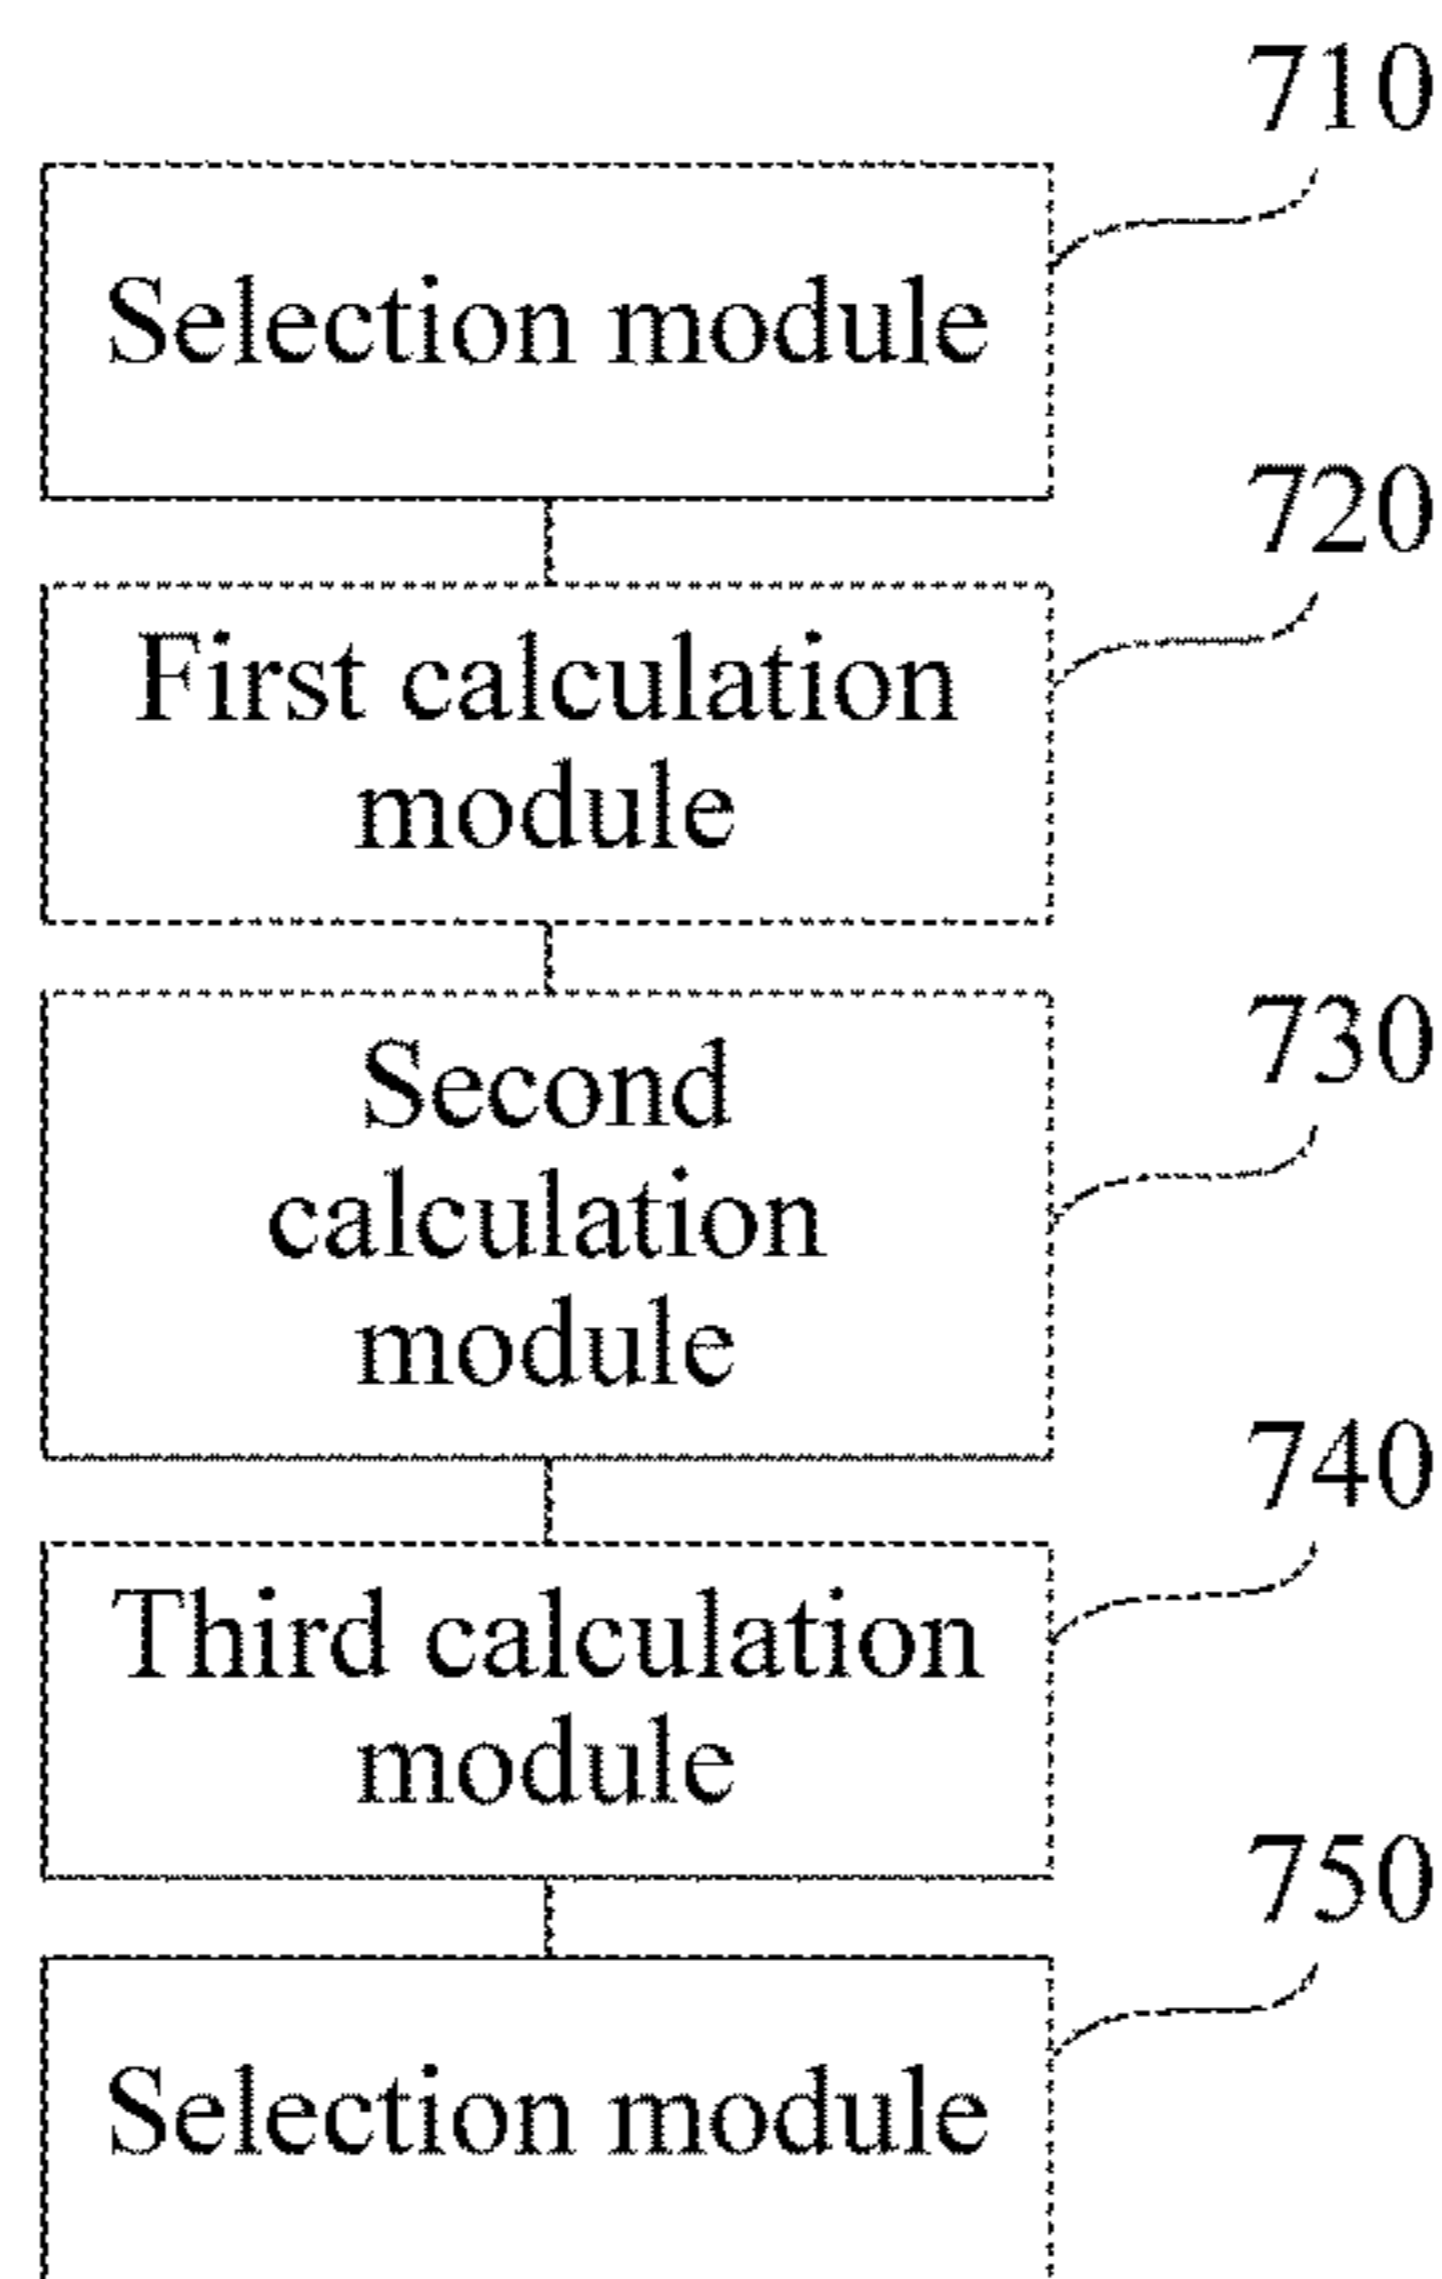 710
Selection module
720
First calculation
module
730
Second
calculation
module
740
Third calculation
module
750
Selection module